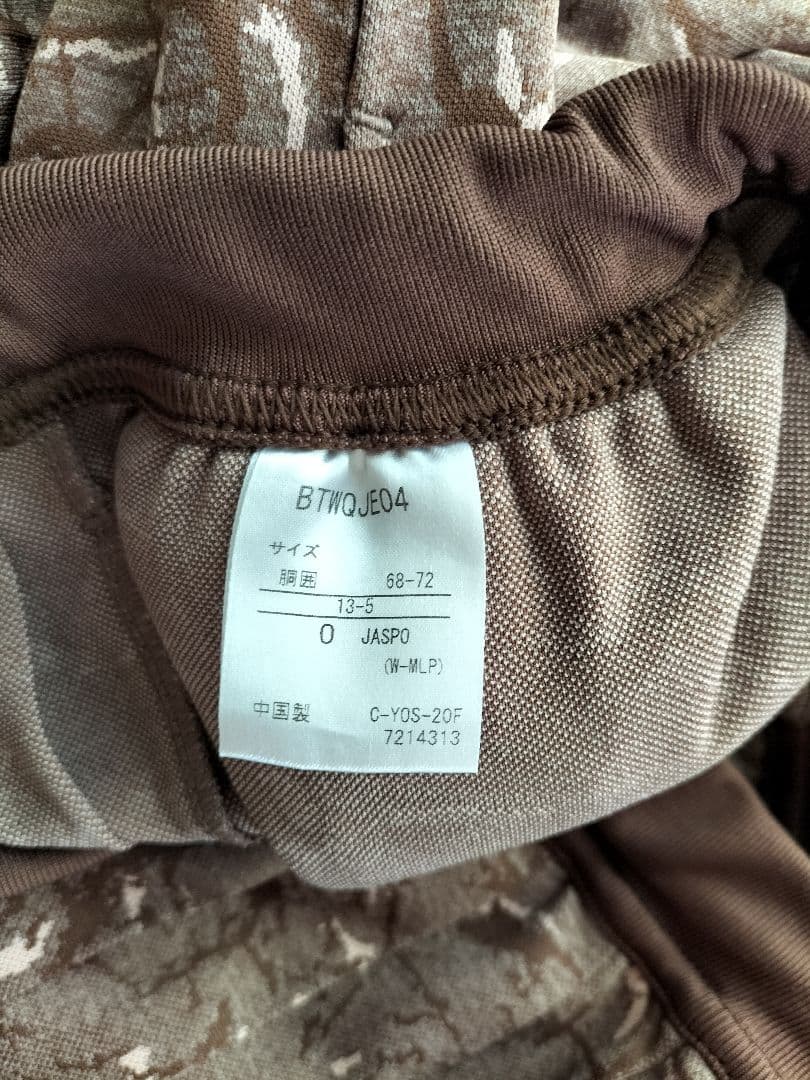 BTWQJE04
サイズ
胴囲 68-72
13-5
O JASPO
(W-MLP)
中国製 C-YOS-20F
7214313